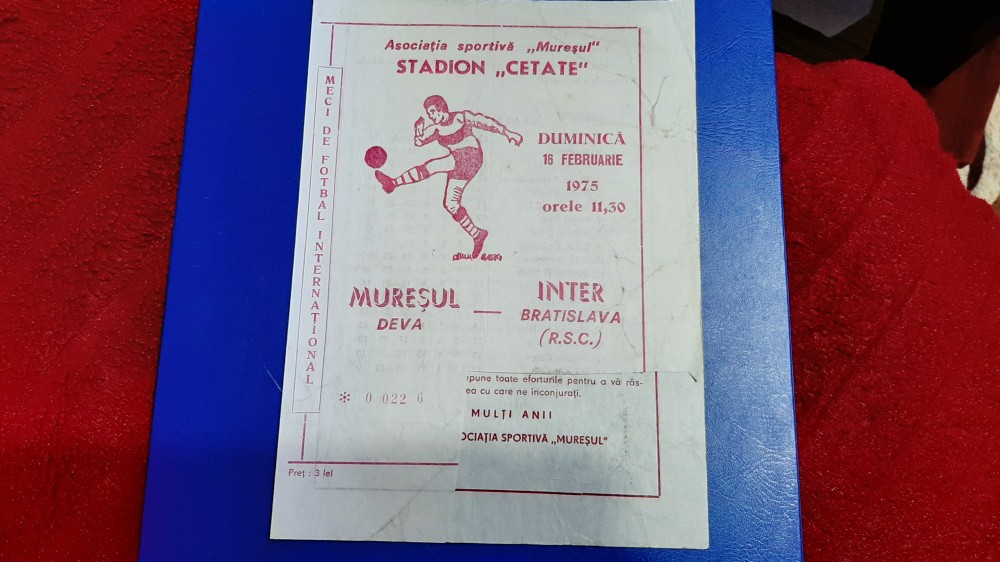 Asociația sportivă „Mureșul"
STADION „CETATE"
MECI DE FOTBAL INTERNAȚIONAL
DUMINICĂ
16 FEBRUARIE
1975
orele 11,30
MUREȘUL
DEVA
—
INTER
BRATISLAVA
(R.S.C.)
pune toate eforturile pentru a vă răs-
ea cu care ne inconjurați.
MULȚI ANI!
OCIAȚIA SPORTIVĂ „MUREȘUL"
* 0 022 6
Preț : 3 lei